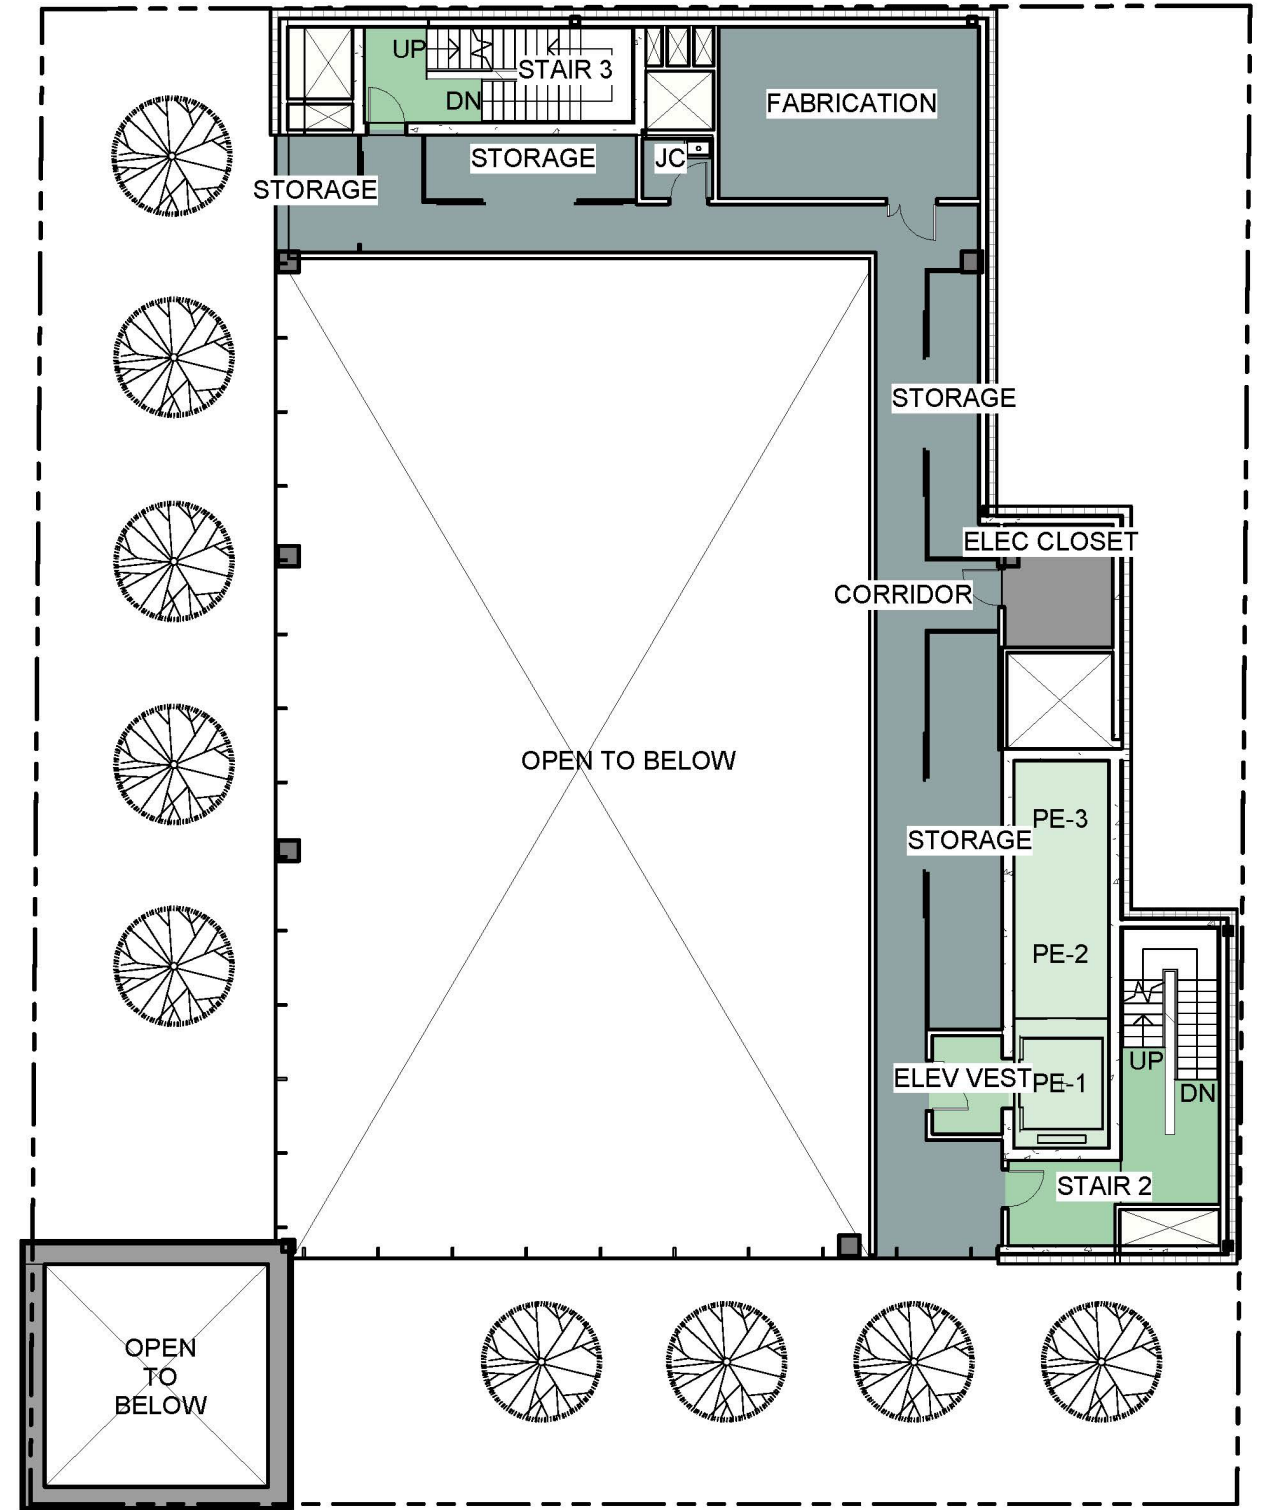 UP
STAIR 3
DN
FABRICATION
STORAGE
JC
STORAGE
STORAGE
ELEC CLOSET
CORRIDOR
OPEN TO BELOW
PE-3
STORAGE
PE-2
UP
ELEV VEST
PE-1
DN
STAIR 2
OPEN
TO
BELOW